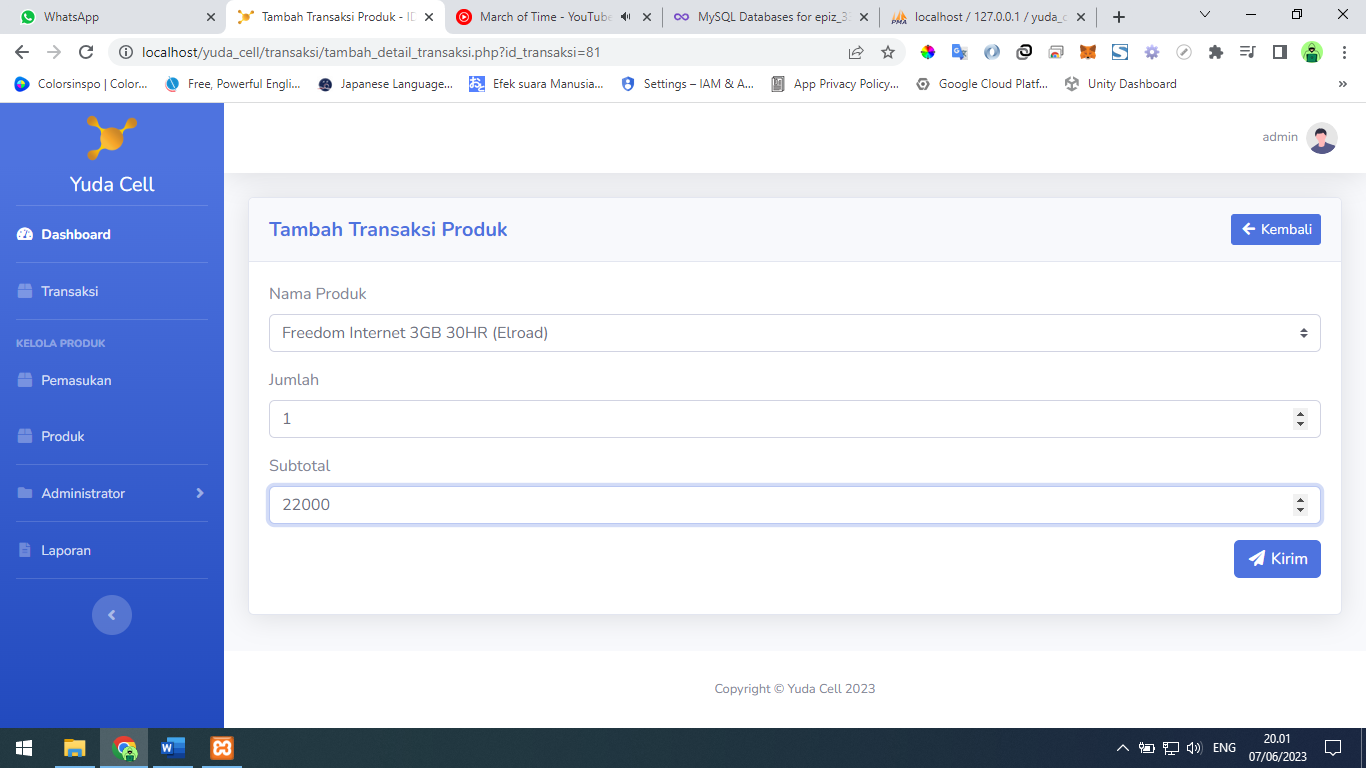 WhatsApp
Tambah Transaksi Produk - ID
March of Time - YouTube
MySQL Databases for epiz_3
localhost / 127.0.0.1 / yuda_c
localhost/yuda_cell/transaksi/tambah_detail_transaksi.php?id_transaksi=81
Colorsinspo | Color...
Free, Powerful Engli...
Japanese Language...
Efek suara Manusia...
Settings – IAM & A...
App Privacy Policy...
Google Cloud Platf...
Unity Dashboard
»
admin
Yuda Cell
Dashboard
Transaksi
KELOLA PRODUK
Pemasukan
Produk
Administrator
Laporan
Tambah Transaksi Produk
Kembali
Nama Produk
Freedom Internet 3GB 30HR (Elroad)
Jumlah
1
Subtotal
22000
Kirim
Copyright © Yuda Cell 2023
ENG
20.01
07/06/2023